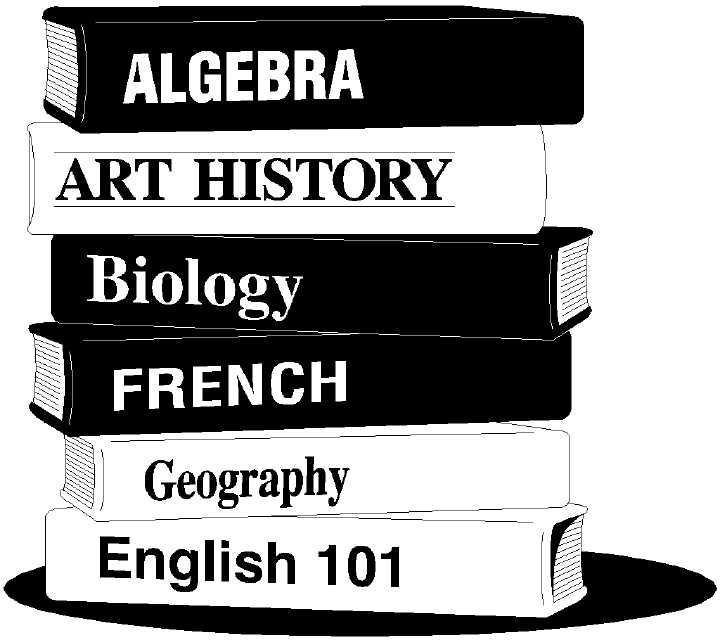 ALGEBRA
ART HISTORY
Biology
FRENCH
Geography
English 101